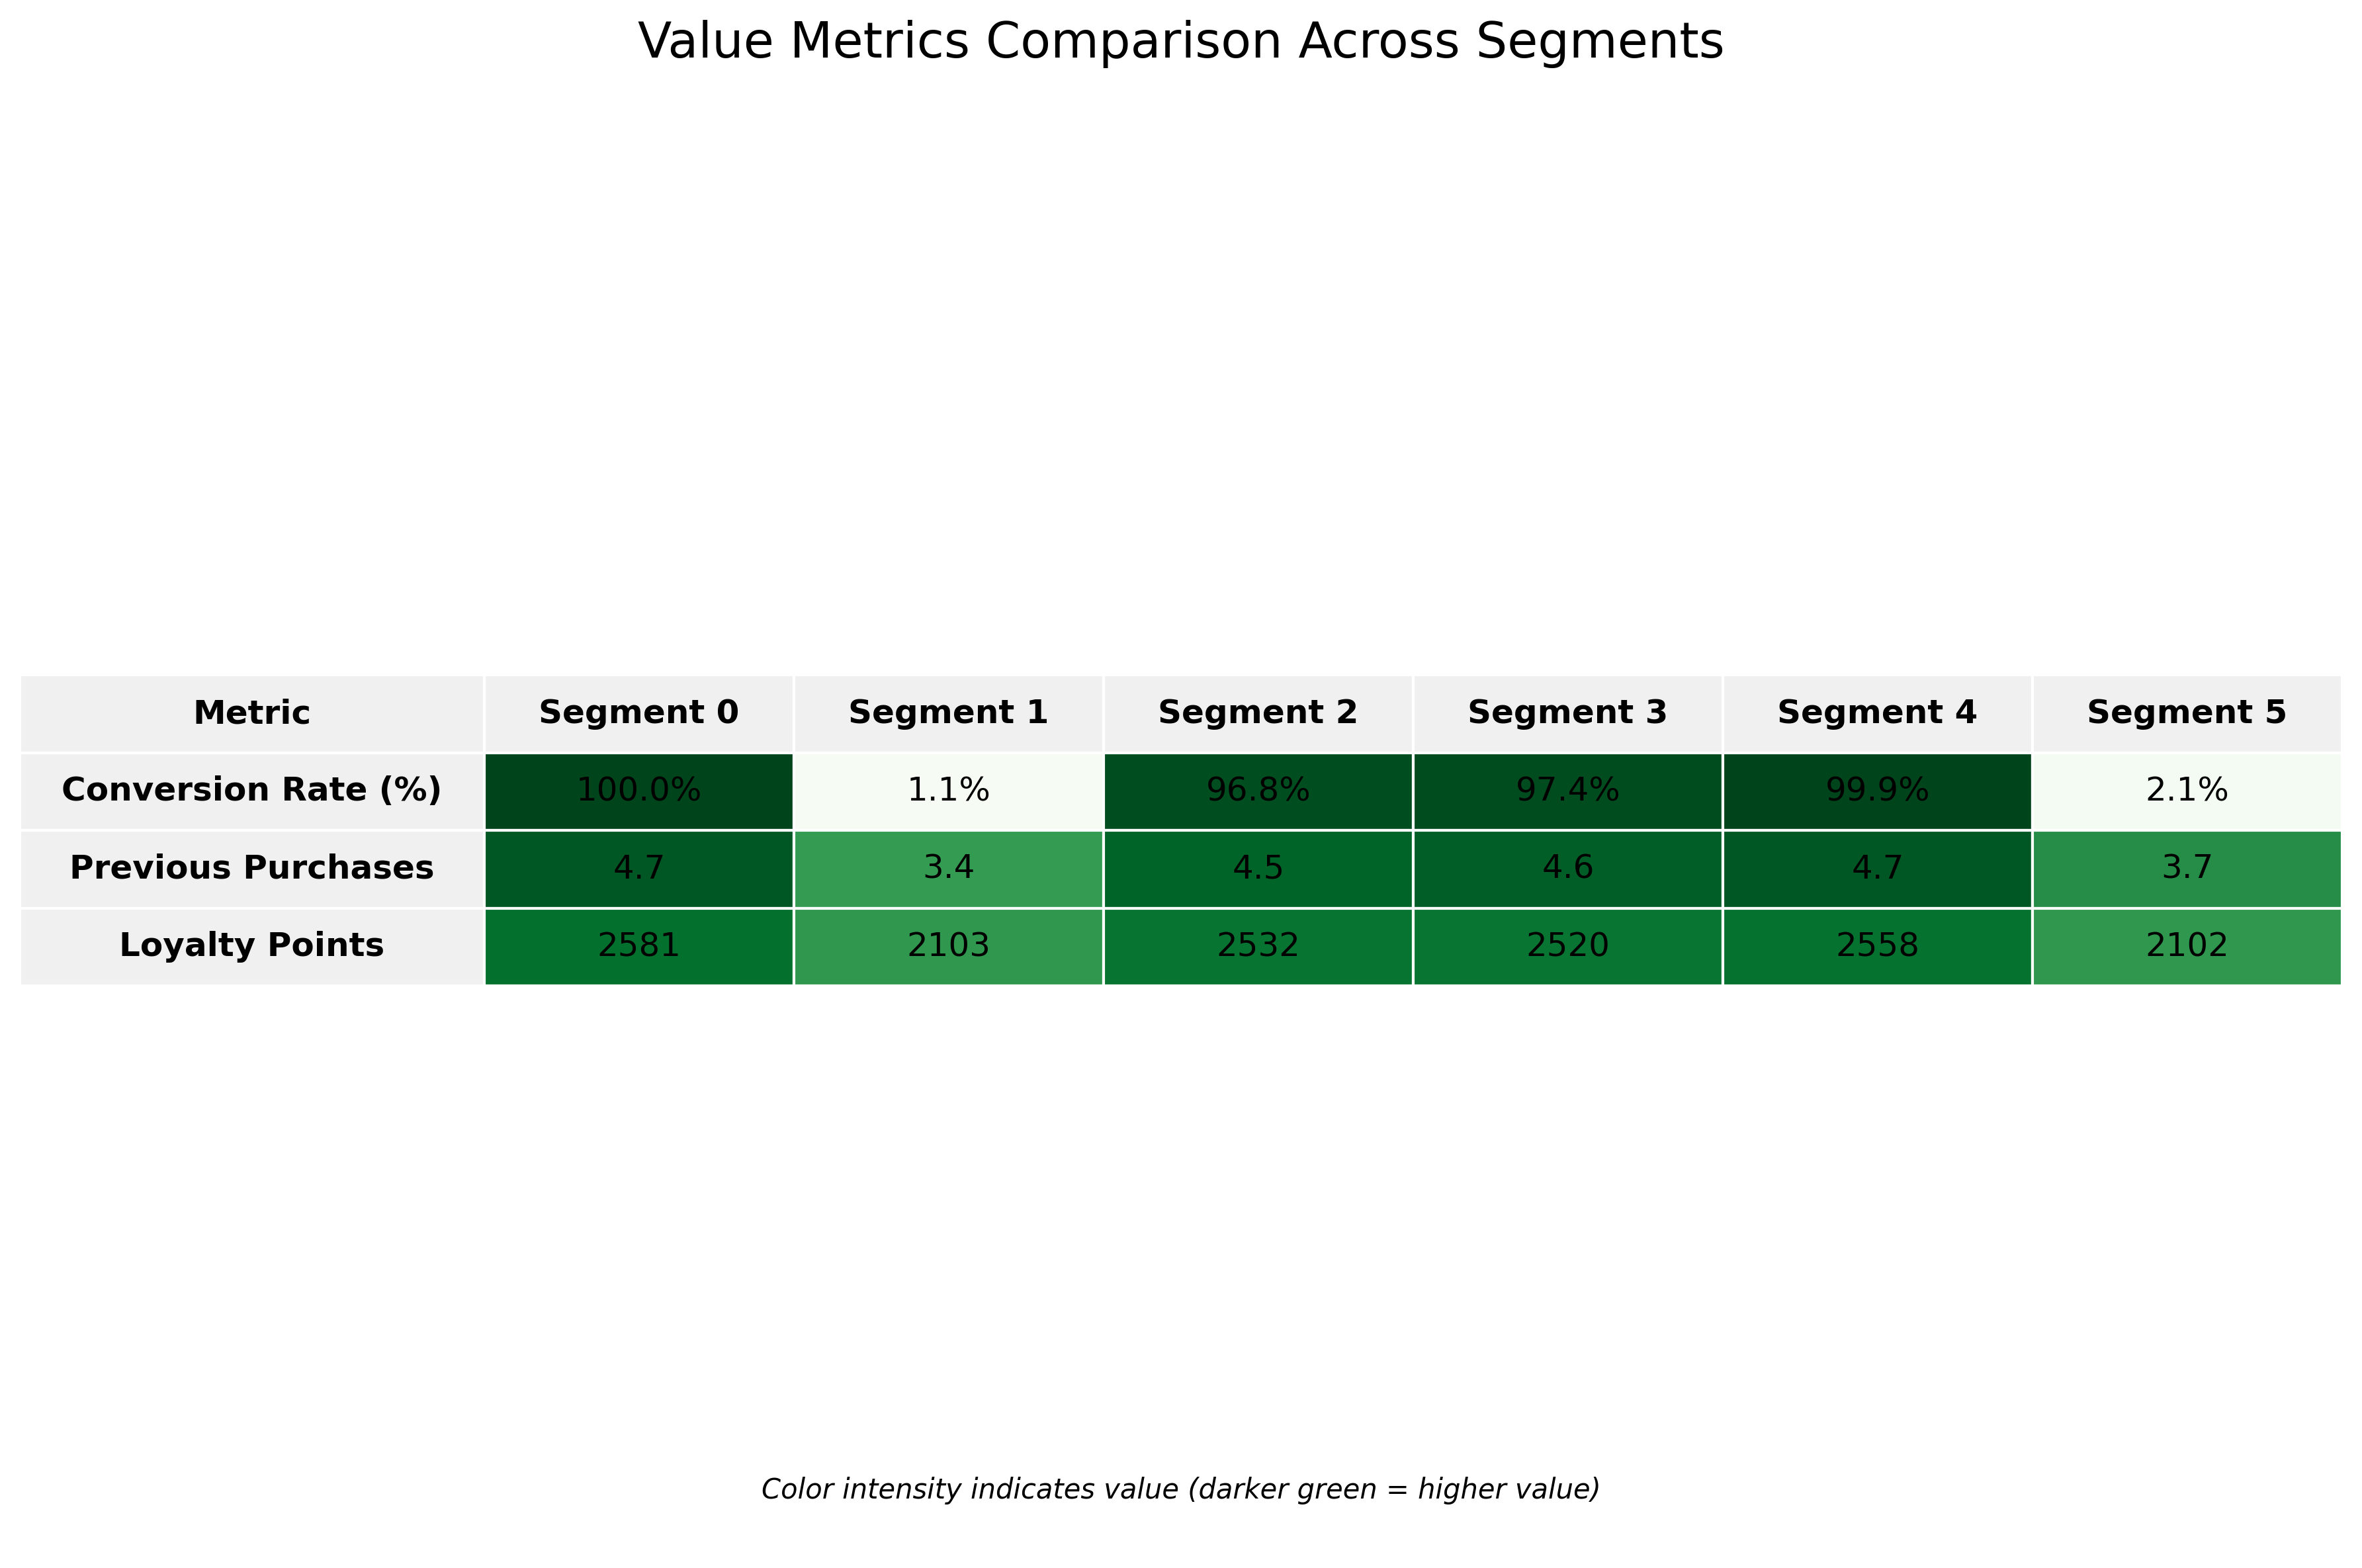 Value Metrics Comparison Across Segments
Metric Segment 0 Segment 1 Segment 2 Segment 3 Segment 4 Segment 5
Conversion Rate (%) 100.0% 1.1% 96.8% 97.4% 99.9% 2.1%
Previous Purchases 4.7 3.4 4.5 4.6 4.7 3.7
Loyalty Points 2581 2103 2532 2520 2558 2102
Color intensity indicates value (darker green = higher value)